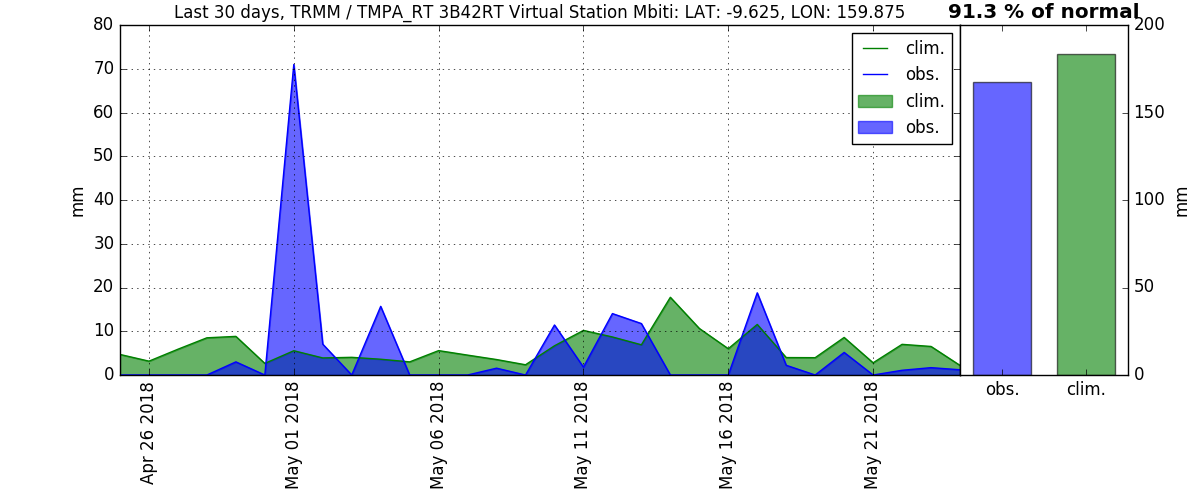 Last 30 days, TRMM / TMPA_RT 3B42RT Virtual Station Mbiti: LAT: -9.625, LON: 159.875
91.3 % of normal
80
70
60
50
40
30
20
10
0
mm
clim.
obs.
clim.
obs.
Apr 26 2018
May 01 2018
May 06 2018
May 11 2018
May 16 2018
May 21 2018
200
150
100
50
0
mm
obs.
clim.